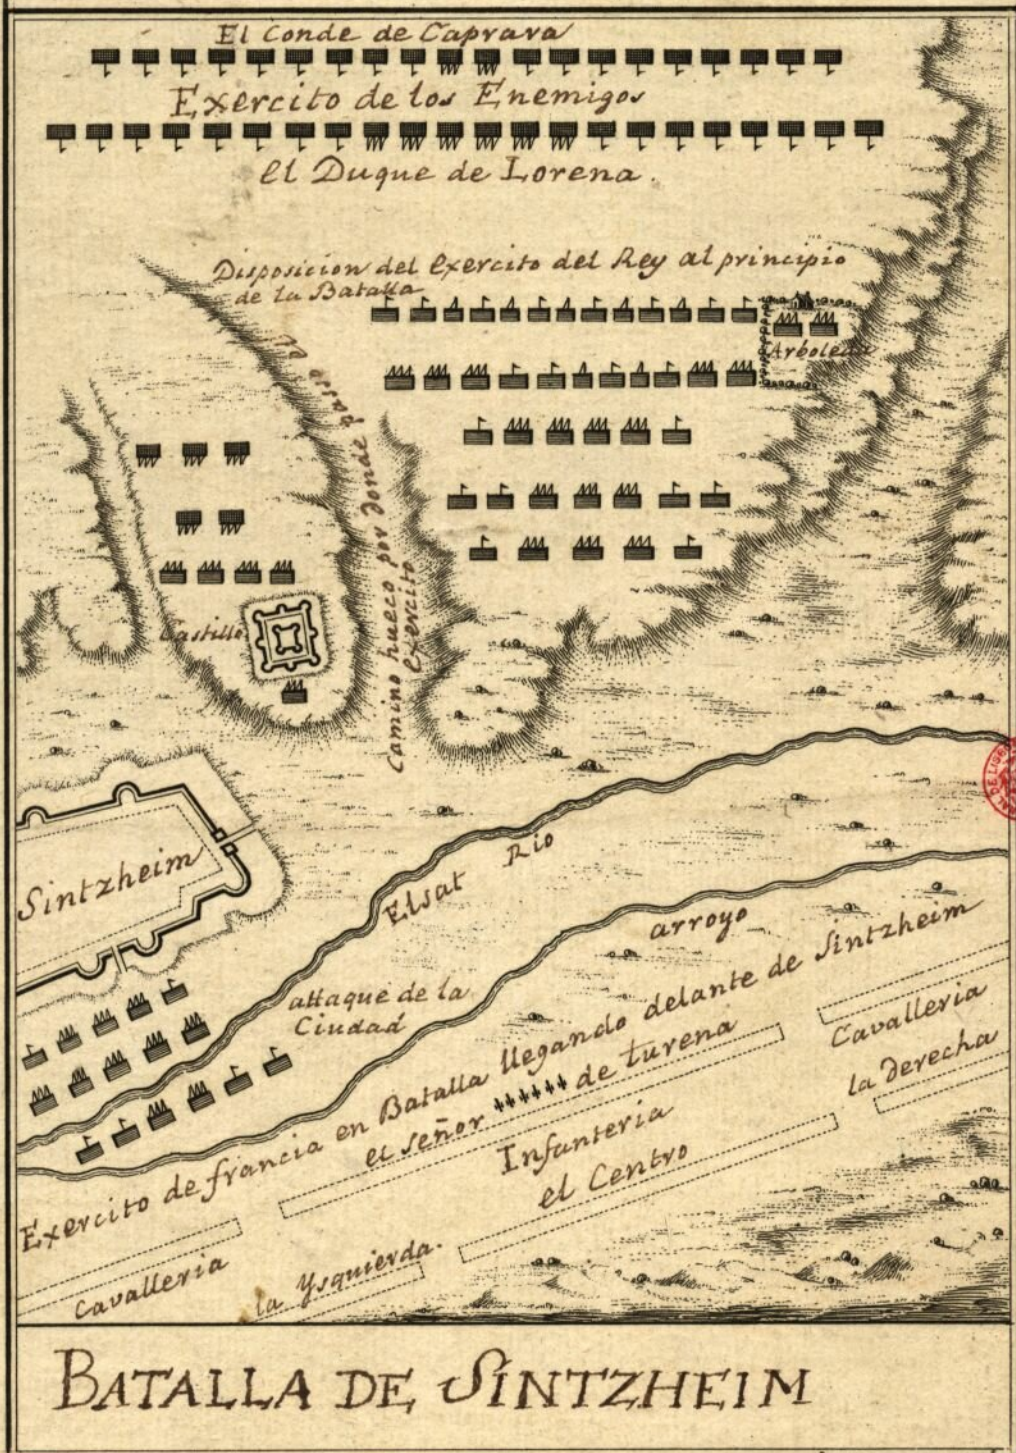 El Conde de Caprara
Exercito de los Enemigos
el Duque de Lorena.
Disposicion del exercito del Rey al principio
de la Batalla
Arboleda
Camino hueco por donde paso el
exercito
Castillo
Sintzheim
Elsat Rio
arroyo
attaque de la
Ciudad
Exercito de francia en Batalla llegando delante de Sintzheim
el señor de turena
Cavalleria
la derecha
Infanteria
el Centro
Cavalleria
la Ysquierda.
BATALLA DE SINTZHEIM